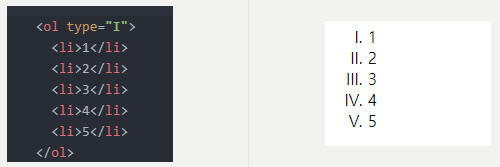 <ol type="I">
<li>1</li>
<li>2</li>
<li>3</li>
<li>4</li>
<li>5</li>
</ol>
I. 1
II. 2
III. 3
IV. 4
V. 5